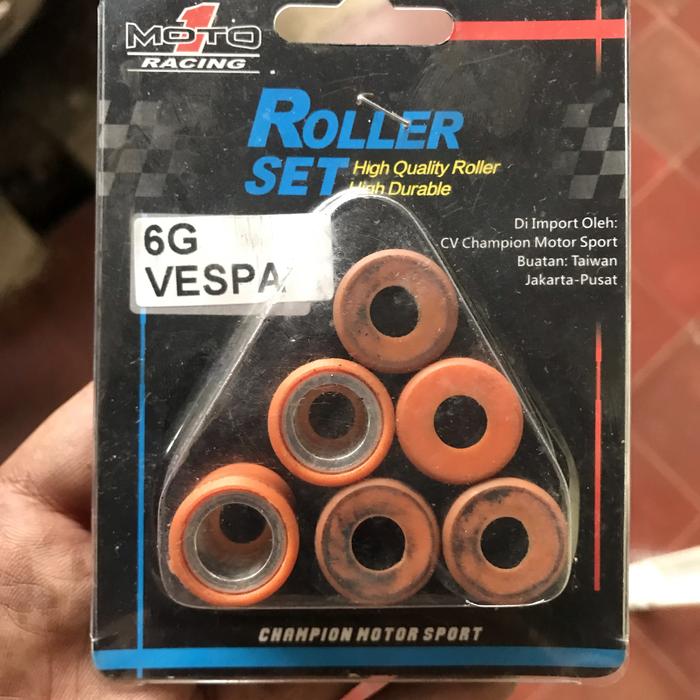 MOTO 1
RACING
ROLLER
SET
High Quality Roller
High Durable
6G
VESPA
Di Import Oleh:
CV Champion Motor Sport
Buatan: Taiwan
Jakarta-Pusat
CHAMPION MOTOR SPORT